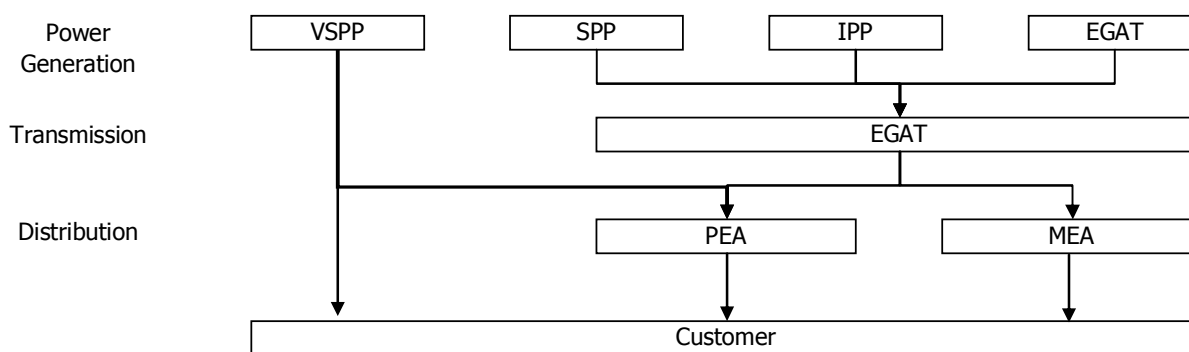 Power
Generation
VSPP
SPP
IPP
EGAT
Transmission
EGAT
Distribution
PEA
MEA
Customer